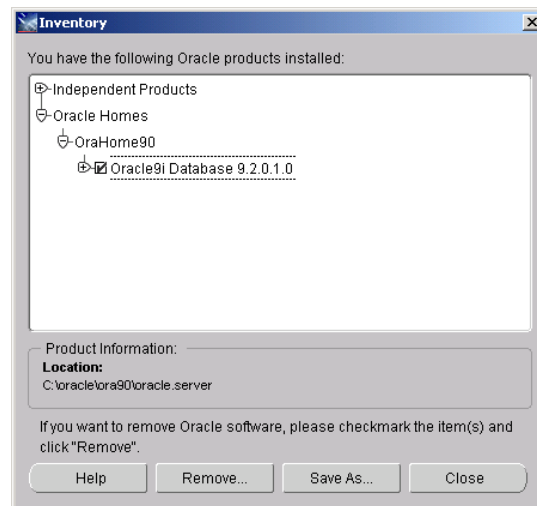 Inventory
You have the following Oracle products installed:
Independent Products
Oracle Homes
OraHome90
Oracle9i Database 9.2.0.1.0
Product Information:
Location:
C:\oracle\ora90\oracle.server
If you want to remove Oracle software, please checkmark the item(s) and
click "Remove".
Help Remove... Save As... Close